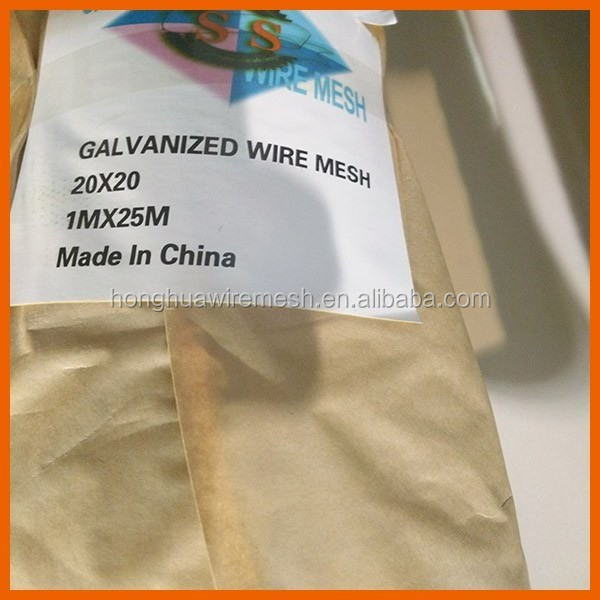 SS
WIRE MESH
GALVANIZED WIRE MESH
20X20
1MX25M
Made In China
honghuawiremesh.en.alibaba.com